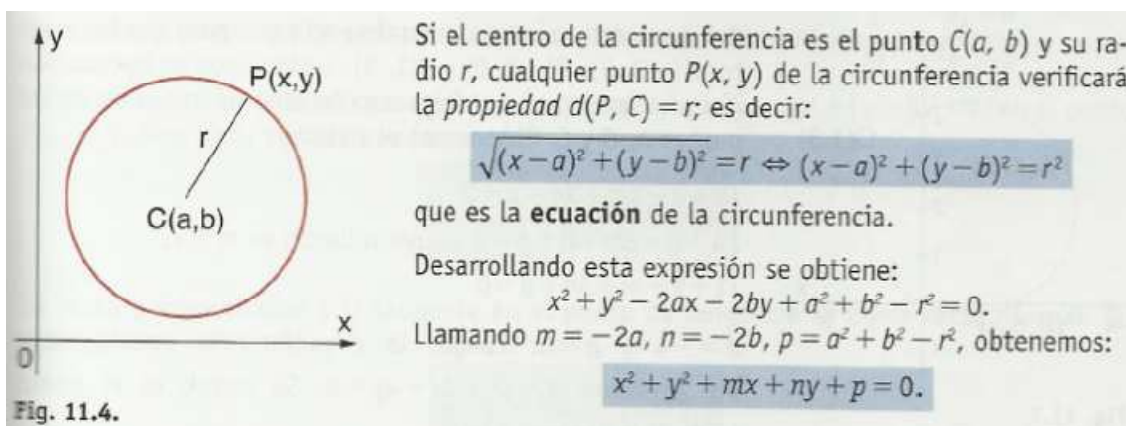 y
P(x,y)
r
C(a,b)
x
0
Fig. 11.4.
Si el centro de la circunferencia es el punto C(a, b) y su ra-
dio r, cualquier punto P(x, y) de la circunferencia verificará
la propiedad d(P, C) = r; es decir:
√(x − a)² + (y − b)² = r ⇔ (x − a)² + (y − b)² = r²
que es la ecuación de la circunferencia.
Desarrollando esta expresión se obtiene:
x² + y² − 2ax − 2by + a² + b² − r² = 0.
Llamando m = −2a, n = −2b, p = a² + b² − r², obtenemos:
x² + y² + mx + ny + p = 0.